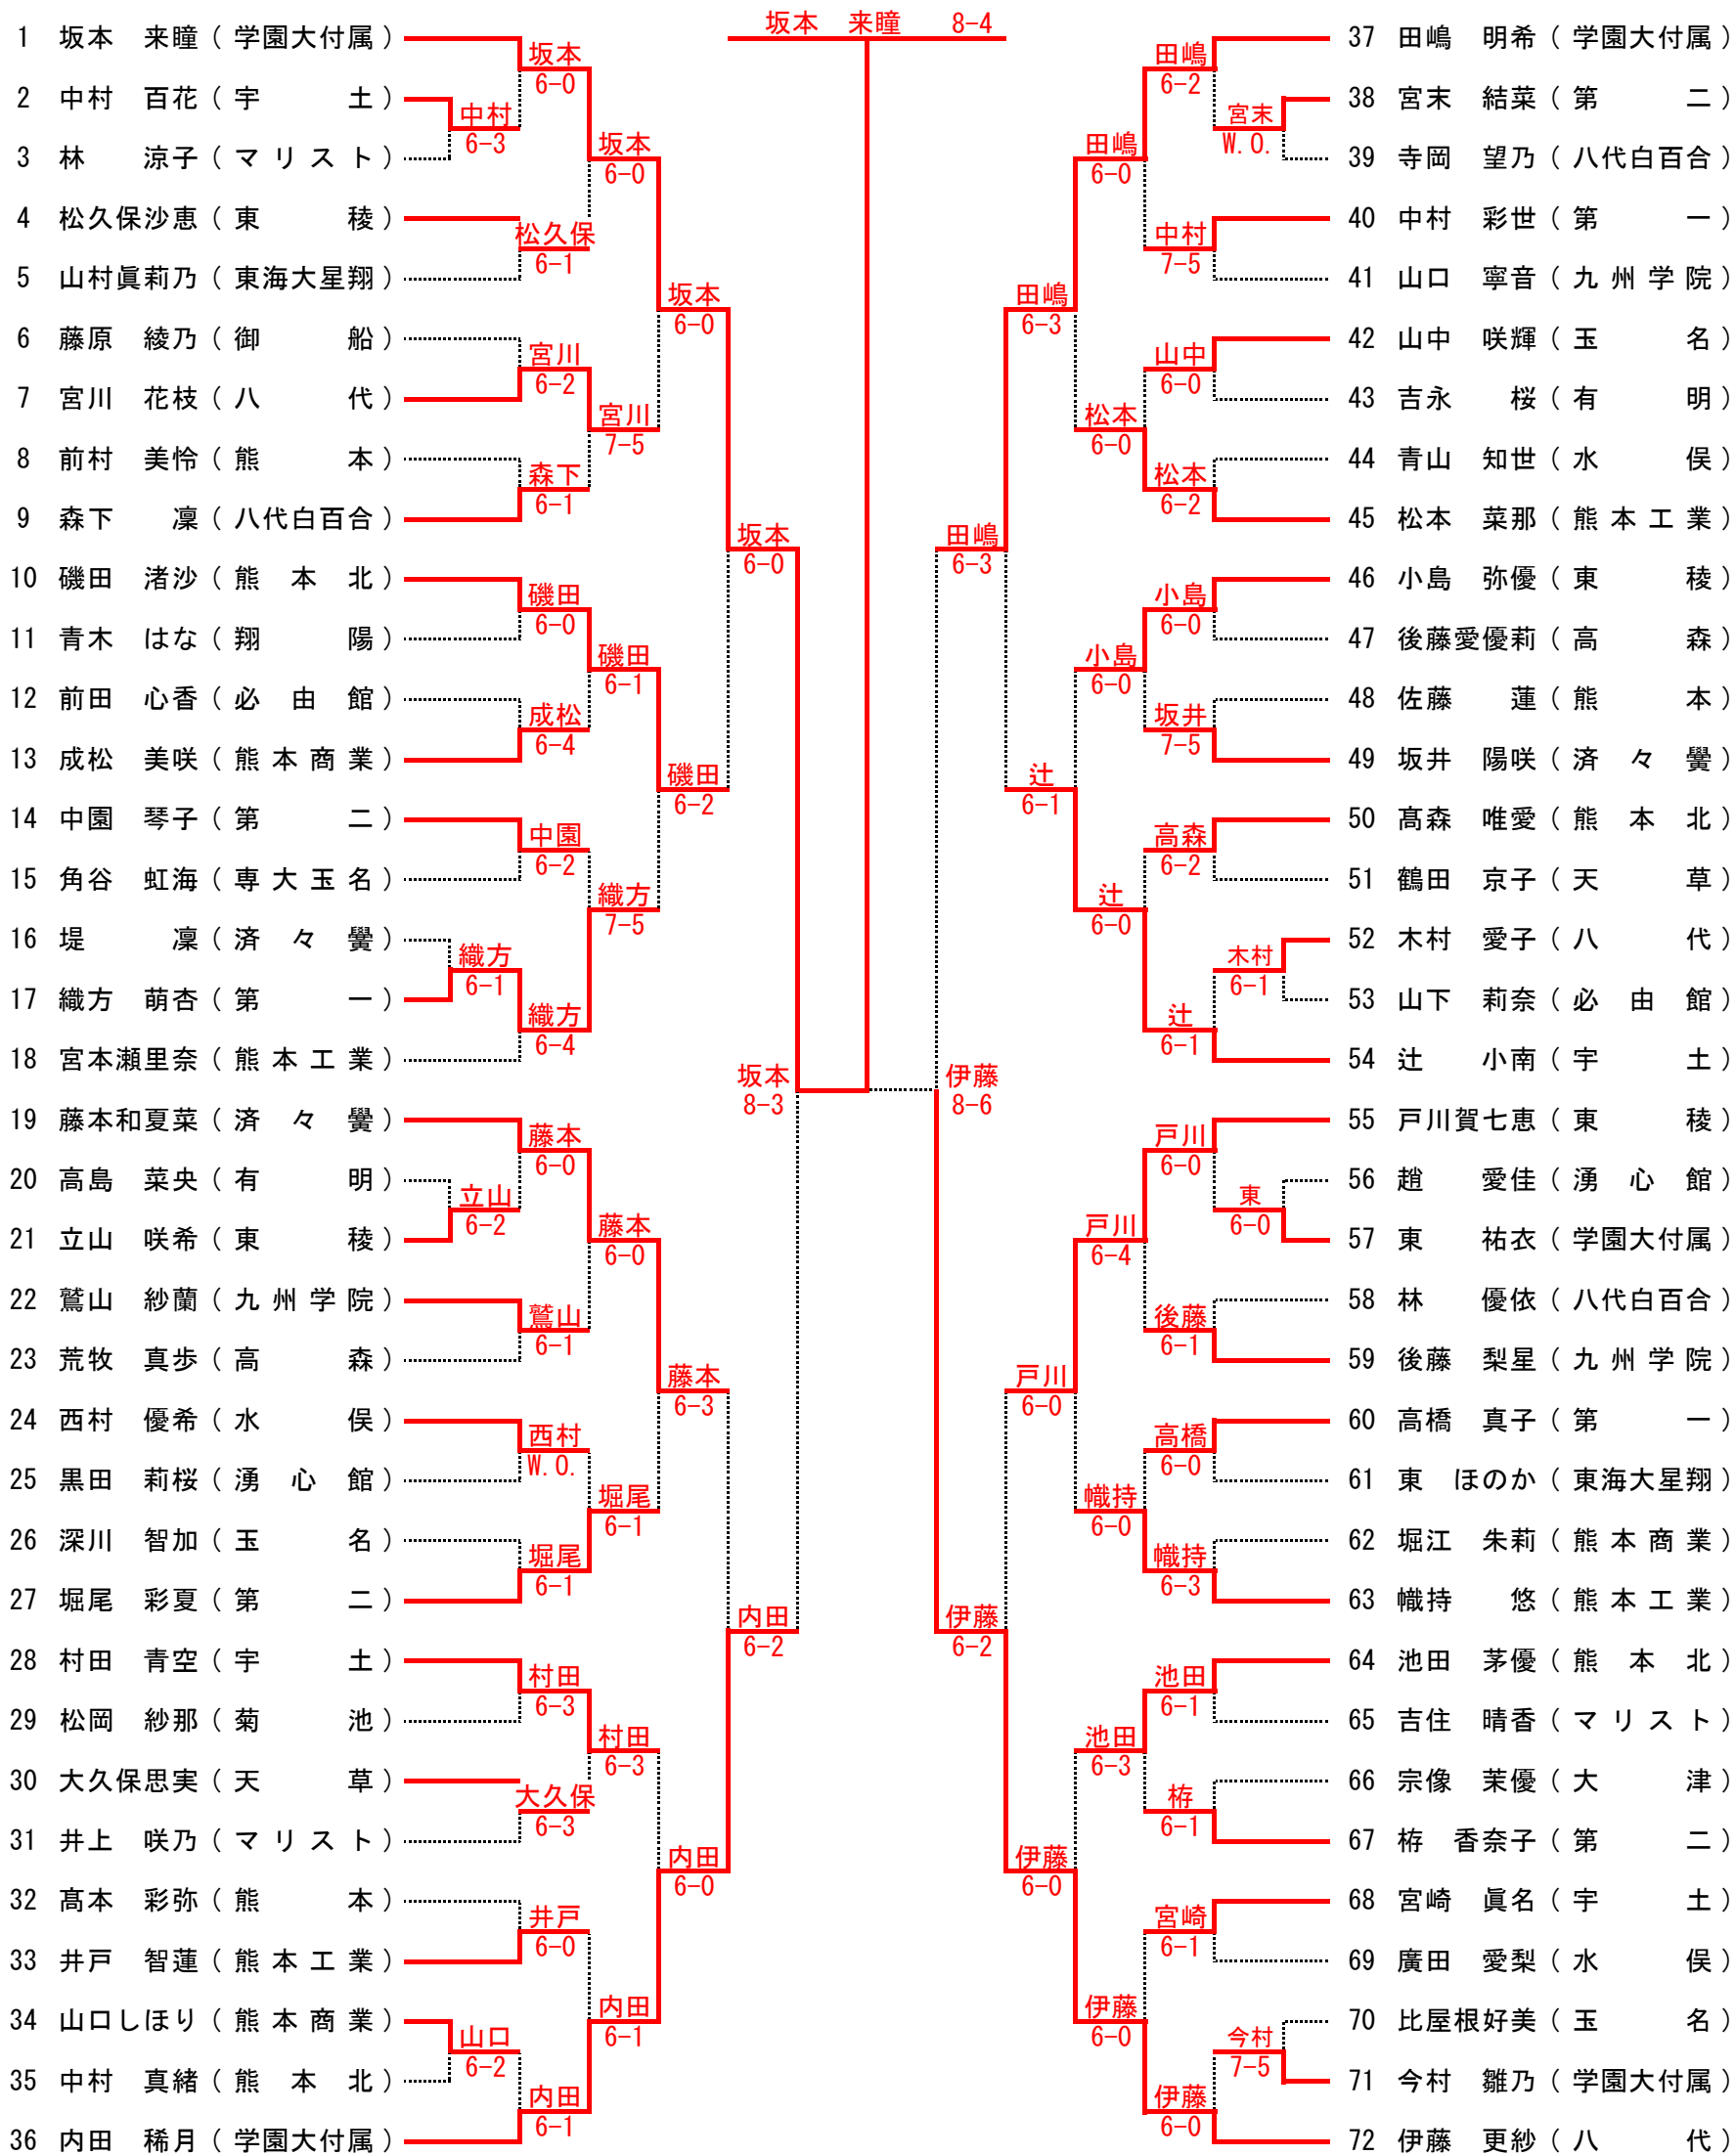 坂本 来瞳 8-4
1 坂本 来瞳 ( 学園大付属 )
2 中村 百花 ( 宇 土 )
3 林 涼子 ( マリスト )
4 松久保沙恵 ( 東 稜 )
5 山村眞莉乃 ( 東海大星翔 )
6 藤原 綾乃 ( 御 船 )
7 宮川 花枝 ( 八 代 )
8 前村 美怜 ( 熊 本 )
9 森下 凜 ( 八代白百合 )
10 磯田 渚沙 ( 熊 本 北 )
11 青木 はな ( 翔 陽 )
12 前田 心香 ( 必 由 館 )
13 成松 美咲 ( 熊本商業 )
14 中園 琴子 ( 第 二 )
15 角谷 虹海 ( 専大玉名 )
16 堤 凜 ( 済 々 黌 )
17 織方 萌杏 ( 第 一 )
18 宮本瀬里奈 ( 熊本工業 )
19 藤本和夏菜 ( 済 々 黌 )
20 高島 菜央 ( 有 明 )
21 立山 咲希 ( 東 稜 )
22 鷲山 紗蘭 ( 九州学院 )
23 荒牧 真歩 ( 高 森 )
24 西村 優希 ( 水 俣 )
25 黒田 莉桜 ( 湧 心 館 )
26 深川 智加 ( 玉 名 )
27 堀尾 彩夏 ( 第 二 )
28 村田 青空 ( 宇 土 )
29 松岡 紗那 ( 菊 池 )
30 大久保思実 ( 天 草 )
31 井上 咲乃 ( マリスト )
32 髙本 彩弥 ( 熊 本 )
33 井戸 智蓮 ( 熊本工業 )
34 山口しほり ( 熊本商業 )
35 中村 真緒 ( 熊 本 北 )
36 内田 稀月 ( 学園大付属 )
中村
6-3
織方
6-1
立山
6-2
山口
6-2
坂本
6-0
松久保
6-1
宮川
6-2
森下
6-1
磯田
6-0
成松
6-4
中園
6-2
織方
6-4
藤本
6-0
鷲山
6-1
西村
W.O.
堀尾
6-1
村田
6-3
大久保
6-3
井戸
6-0
内田
6-1
坂本
6-0
宮川
7-5
磯田
6-1
織方
7-5
藤本
6-0
堀尾
6-1
村田
6-3
内田
6-1
坂本
6-0
磯田
6-2
藤本
6-3
内田
6-0
坂本
6-0
内田
6-2
坂本
8-3
伊藤
8-6
田嶋
6-3
伊藤
6-2
田嶋
6-3
辻
6-1
戸川
6-0
伊藤
6-0
田嶋
6-0
松本
6-0
小島
6-0
辻
6-0
戸川
6-4
幟持
6-0
池田
6-3
伊藤
6-0
田嶋
6-2
中村
7-5
山中
6-0
松本
6-2
小島
6-0
坂井
7-5
高森
6-2
辻
6-1
戸川
6-0
後藤
6-1
高橋
6-0
幟持
6-3
池田
6-1
栫
6-1
宮崎
6-1
伊藤
6-0
宮末
W.O.
木村
6-1
東
6-0
今村
7-5
37 田嶋 明希 ( 学園大付属 )
38 宮末 結菜 ( 第 二 )
39 寺岡 望乃 ( 八代白百合 )
40 中村 彩世 ( 第 一 )
41 山口 寧音 ( 九州学院 )
42 山中 咲輝 ( 玉 名 )
43 吉永 桜 ( 有 明 )
44 青山 知世 ( 水 俣 )
45 松本 菜那 ( 熊本工業 )
46 小島 弥優 ( 東 稜 )
47 後藤愛優莉 ( 高 森 )
48 佐藤 蓮 ( 熊 本 )
49 坂井 陽咲 ( 済 々 黌 )
50 髙森 唯愛 ( 熊 本 北 )
51 鶴田 京子 ( 天 草 )
52 木村 愛子 ( 八 代 )
53 山下 莉奈 ( 必 由 館 )
54 辻 小南 ( 宇 土 )
55 戸川賀七恵 ( 東 稜 )
56 趙 愛佳 ( 湧 心 館 )
57 東 祐衣 ( 学園大付属 )
58 林 優依 ( 八代白百合 )
59 後藤 梨星 ( 九州学院 )
60 高橋 真子 ( 第 一 )
61 東 ほのか ( 東海大星翔 )
62 堀江 朱莉 ( 熊本商業 )
63 幟持 悠 ( 熊本工業 )
64 池田 茅優 ( 熊 本 北 )
65 吉住 晴香 ( マリスト )
66 宗像 茉優 ( 大 津 )
67 栫 香奈子 ( 第 二 )
68 宮崎 眞名 ( 宇 土 )
69 廣田 愛梨 ( 水 俣 )
70 比屋根好美 ( 玉 名 )
71 今村 雛乃 ( 学園大付属 )
72 伊藤 更紗 ( 八 代 )